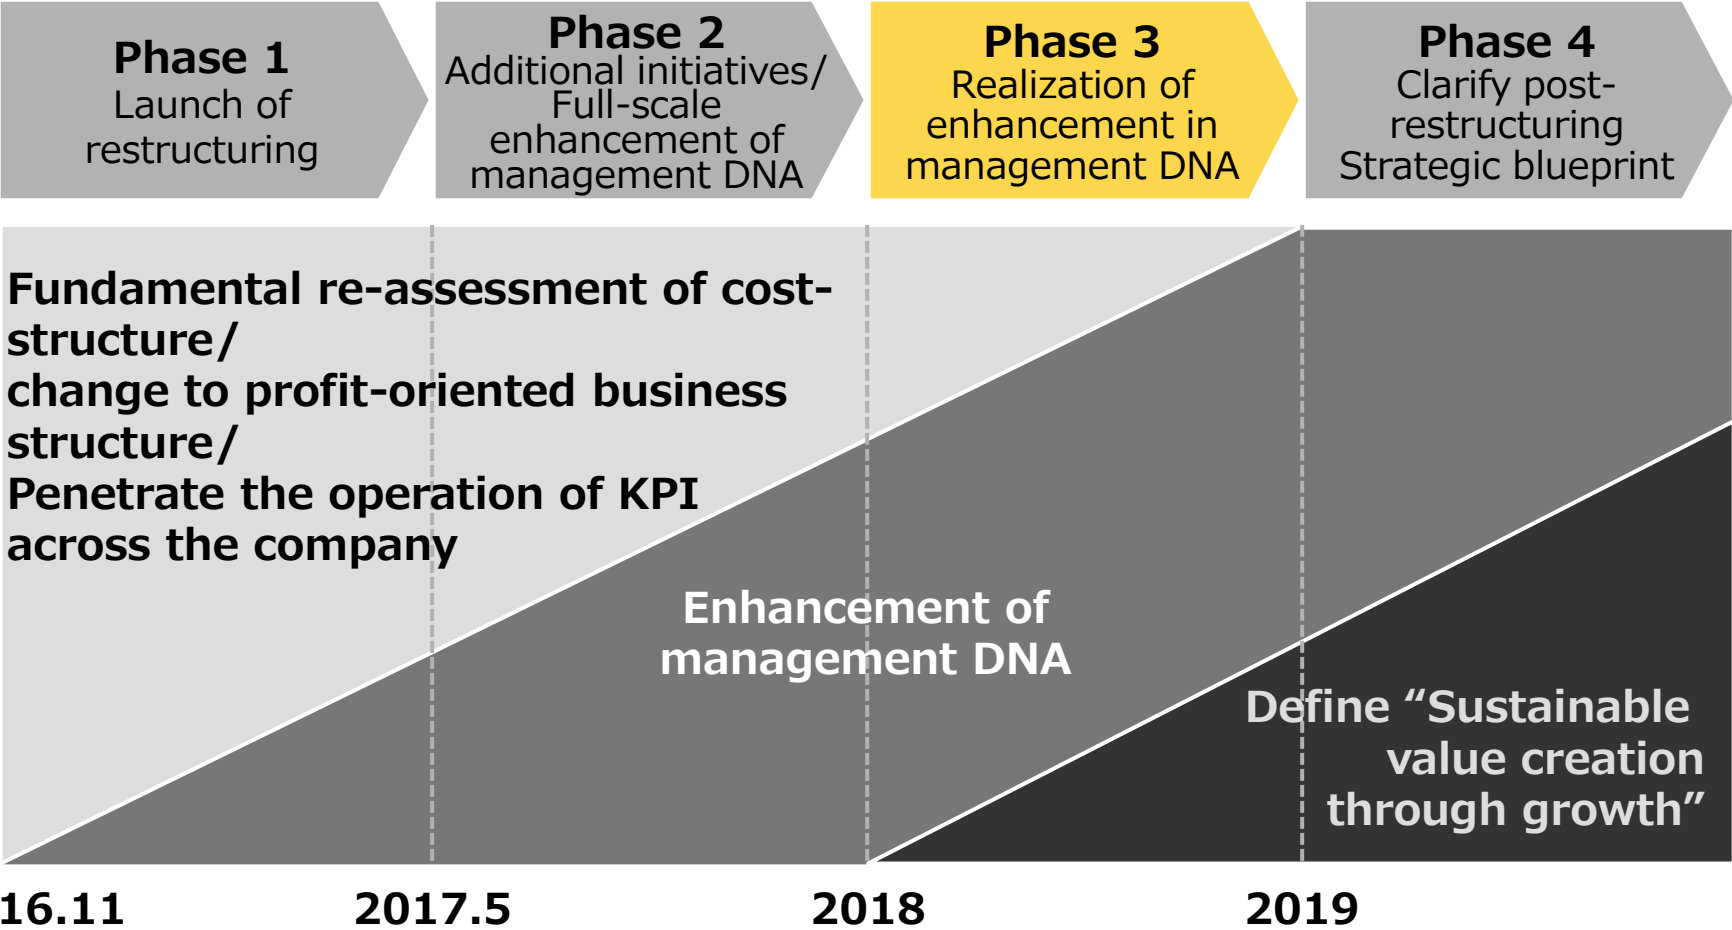 Phase 1
Launch of
restructuring
Phase 2
Additional initiatives/
Full-scale
enhancement of
management DNA
Phase 3
Realization of
enhancement in
management DNA
Phase 4
Clarify post-
restructuring
Strategic blueprint
Fundamental re-assessment of cost-
structure/
change to profit-oriented business
structure/
Penetrate the operation of KPI
across the company
Enhancement of
management DNA
Define “Sustainable
value creation
through growth”
16.11
2017.5
2018
2019